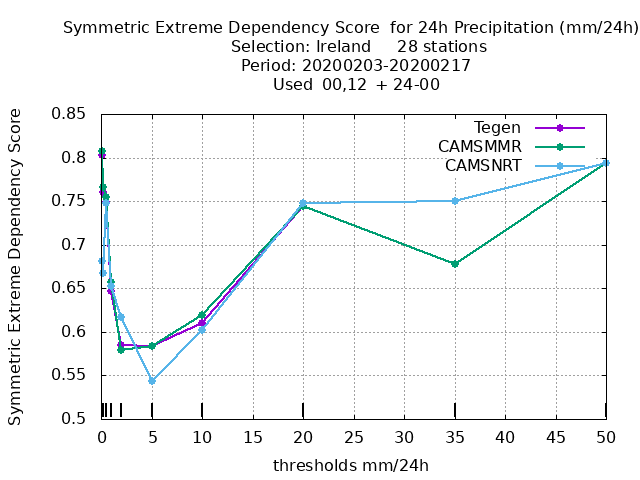 Symmetric Extreme Dependency Score  for 24h Precipitation (mm/24h)
Selection: Ireland     28 stations
Period: 20200203-20200217
Used  00,12  + 24-00
Symmetric Extreme Dependency Score
0.85
0.8
0.75
0.7
0.65
0.6
0.55
0.5
Tegen
CAMSMMR
CAMSNRT
0 5 10 15 20 25 30 35 40 45 50
thresholds mm/24h